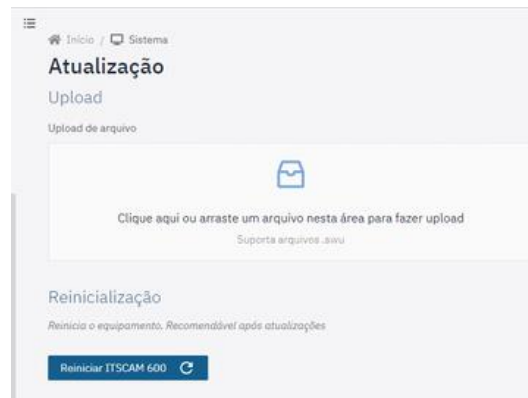 Início / Sistema
Atualização
Upload
Upload de arquivo
Clique aqui ou arraste um arquivo nesta área para fazer upload
Suporta arquivos .swu
Reinicialização
Reinicia o equipamento. Recomendável após atualizações
Reiniciar ITSCAM 600